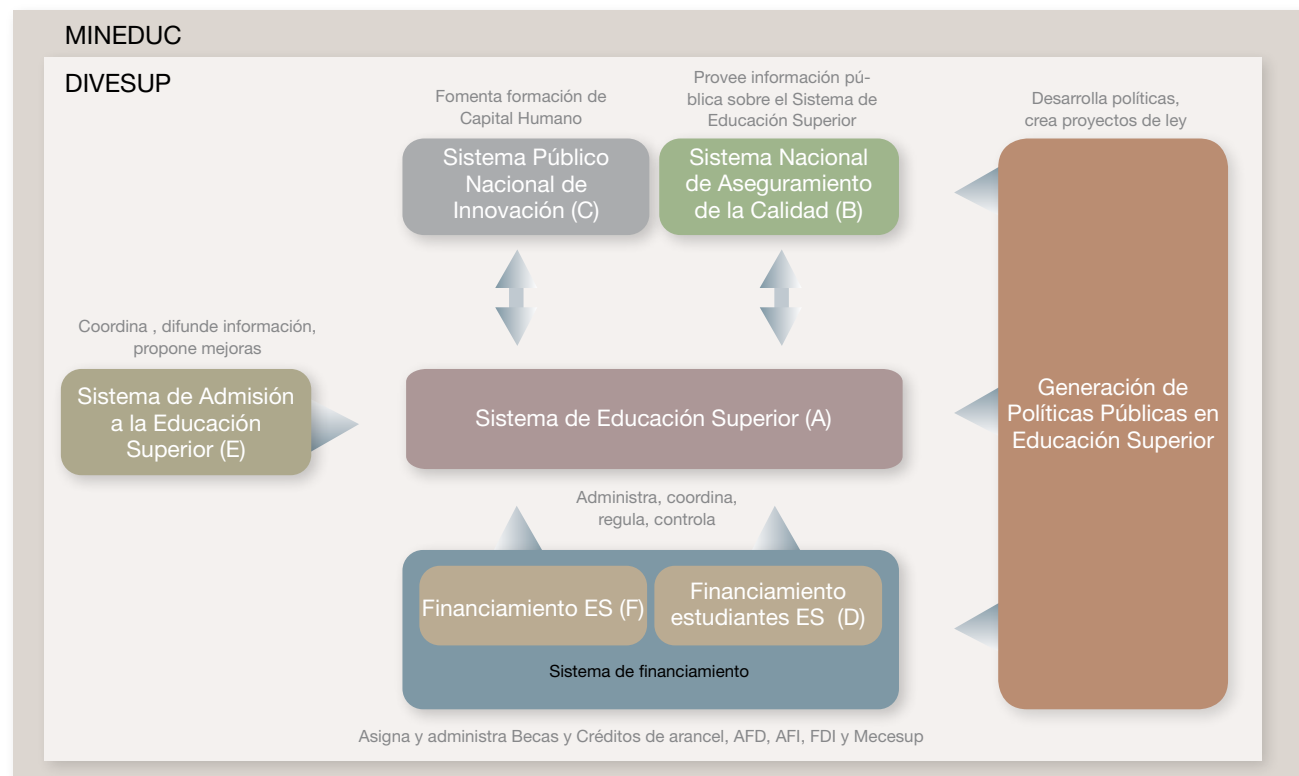 MINEDUC
DIVESUP
Fomenta formación de
Capital Humano
Provee información pú-
blica sobre el Sistema de
Educación Superior
Desarrolla políticas,
crea proyectos de ley
Sistema Público
Nacional de
Innovación (C)
Sistema Nacional
de Aseguramiento
de la Calidad (B)
Coordina , difunde información,
propone mejoras
Sistema de Admisión
a la Educación
Superior (E)
Sistema de Educación Superior (A)
Generación de
Políticas Públicas en
Educación Superior
Administra, coordina,
regula, controla
Financiamiento ES (F)
Financiamiento
estudiantes ES (D)
Sistema de financiamiento
Asigna y administra Becas y Créditos de arancel, AFD, AFI, FDI y Mecesup